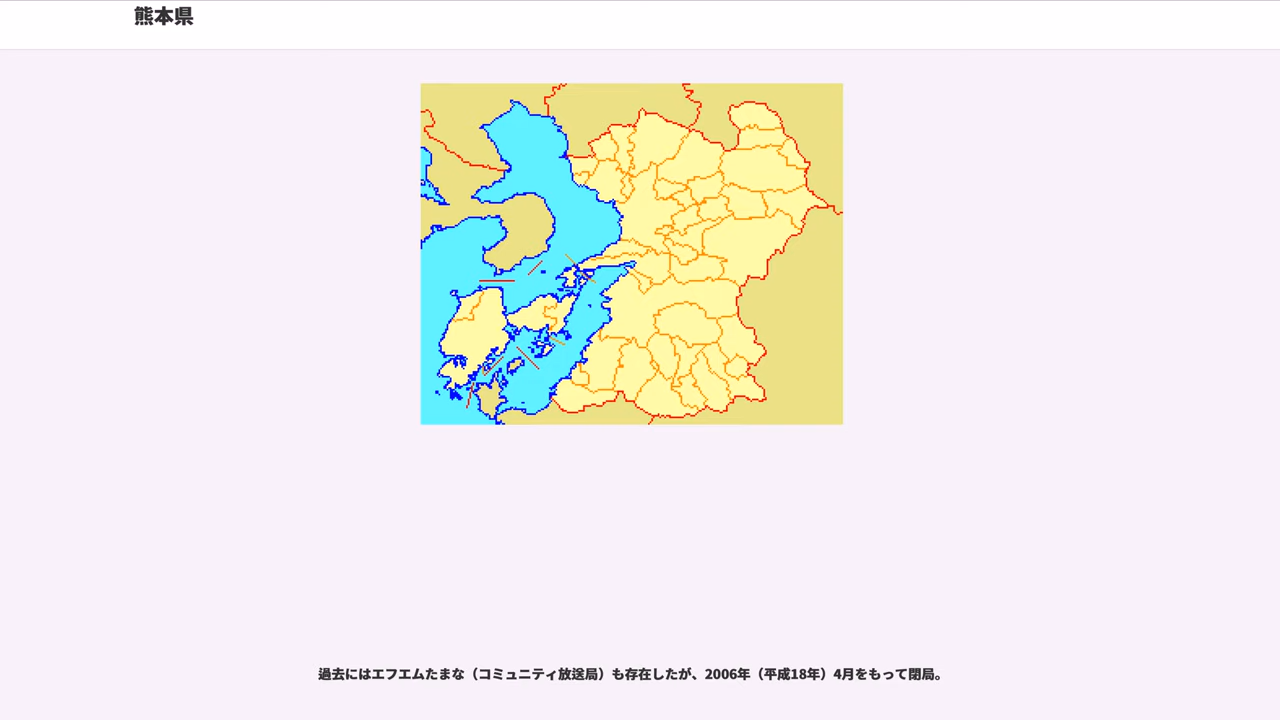 熊本県
過去にはエフエムたまな（コミュニティ放送局）も存在したが、2006年（平成18年）4月をもって閉局。